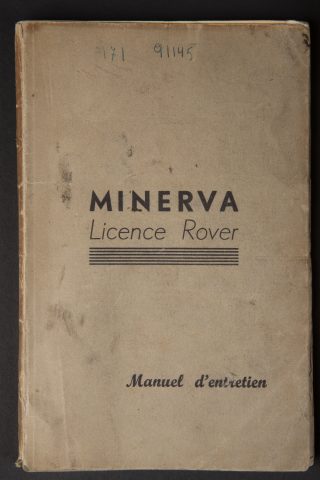 171 91145
MINERVA
Licence Rover
Manuel d'entretien